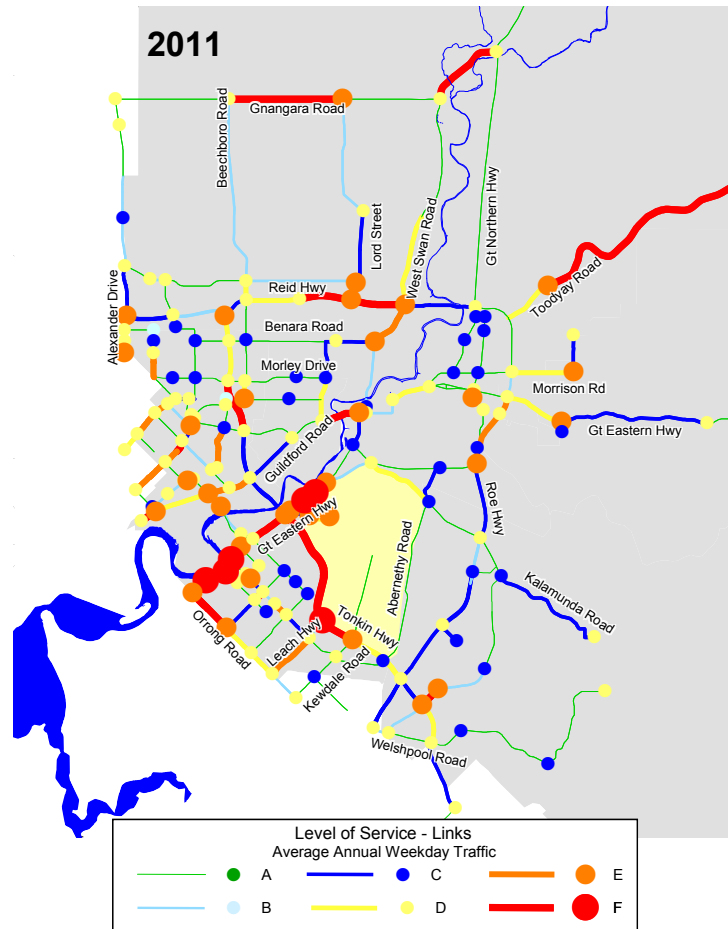 2011
Gnangara Road
Beechboro Road
Lord Street
West Swan Road
Gt Northern Hwy
Toodyay Road
Alexander Drive
Reid Hwy
Benara Road
Morley Drive
Morrison Rd
Gt Eastern Hwy
Guildford Road
Roe Hwy
Gt Eastern Hwy
Abernethy Road
Kalamunda Road
Orrong Road
Leach Hwy
Tonkin Hwy
Kewdale Road
Welshpool Road
Level of Service - Links
Average Annual Weekday Traffic
A C E
B D F